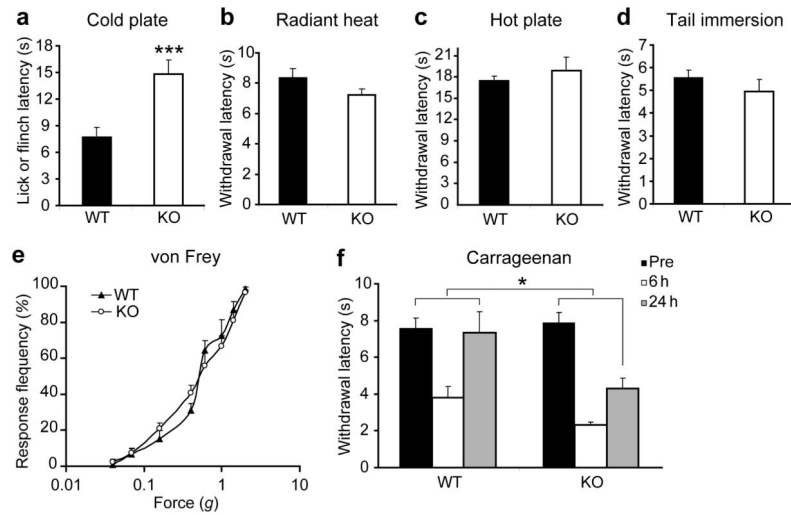 a Cold plate
Lick or flinch latency (s)
18
15
12
9
6
3
0
***
WT KO
b Radiant heat
Withdrawal latency (s)
10
8
6
4
2
0
WT KO
c Hot plate
Withdrawal latency (s)
21
18
15
12
9
6
3
0
WT KO
d Tail immersion
Withdrawal latency (s)
7
6
5
4
3
2
1
0
WT KO
e von Frey
Response flequency (%)
100
80
60
40
20
0
WT
KO
0.01 0.1 1 10
Force (g)
f Carrageenan
Withdrawal latency (s)
10
8
6
4
2
0
*
Pre
6 h
24 h
WT KO